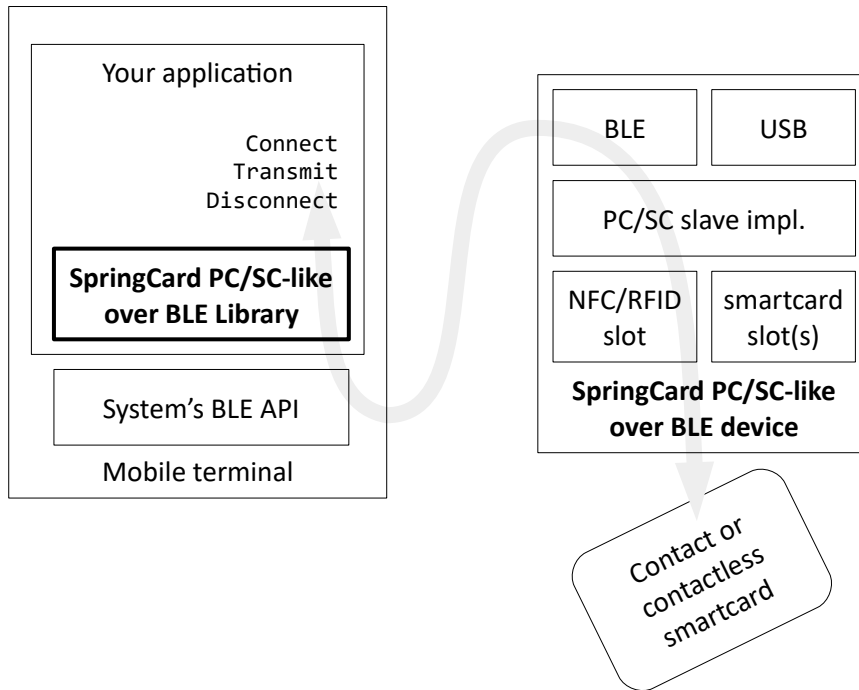 Your application
Connect
Transmit
Disconnect
SpringCard PC/SC-like
over BLE Library
System's BLE API
Mobile terminal
BLE
USB
PC/SC slave impl.
NFC/RFID
slot
smartcard
slot(s)
SpringCard PC/SC-like
over BLE device
Contact or
contactless
smartcard